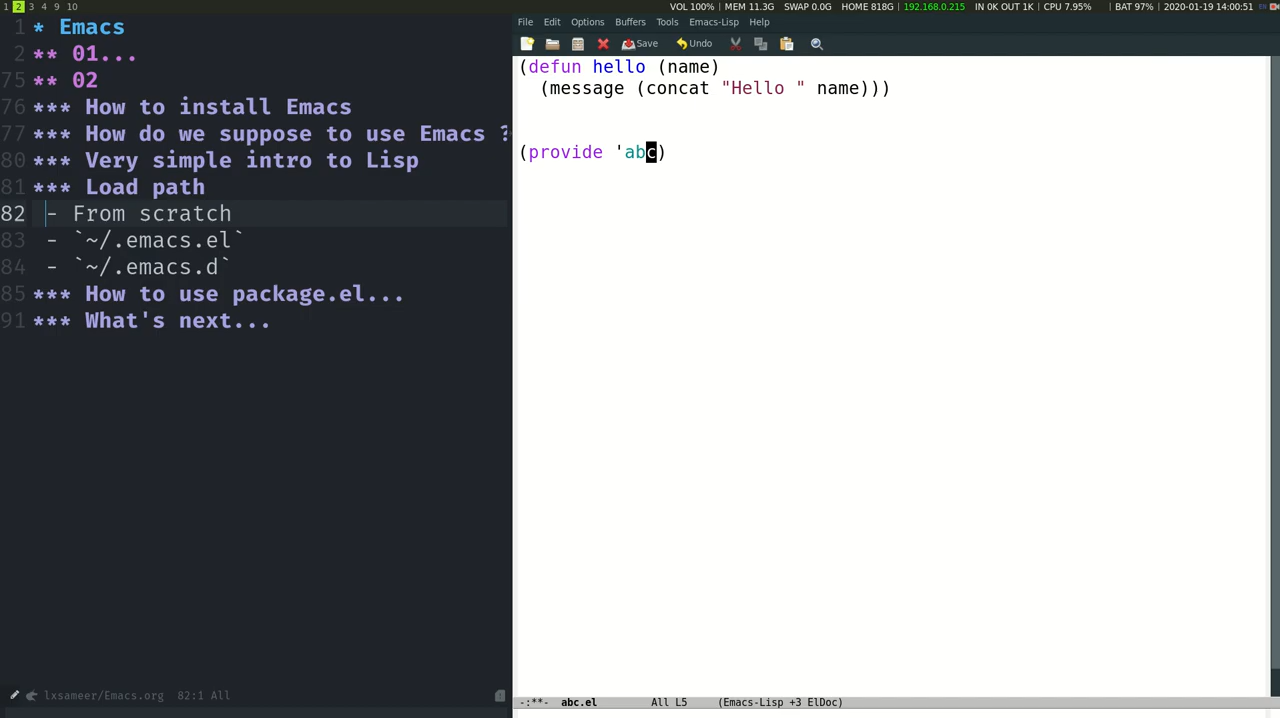 1 2 3 4 9 10 VOL 100% | MEM 11.3G SWAP 0.0G HOME 818G | 192.168.0.215 | IN 0K OUT 1K | CPU 7.95% | BAT 97% | 2020-01-19 14:00:51 EN
1 * Emacs
2 ** 01...
75 ** 02
76 *** How to install Emacs
77 *** How do we suppose to use Emacs ?
80 *** Very simple intro to Lisp
81 *** Load path
82 - From scratch
83 - `~/.emacs.el`
84 - `~/.emacs.d`
85 *** How to use package.el...
91 *** What's next...
lxsameer/Emacs.org 82:1 All
File Edit Options Buffers Tools Emacs-Lisp Help
Save Undo
(defun hello (name)
(message (concat "Hello " name)))
(provide 'abc)
-:**- abc.el All L5 (Emacs-Lisp +3 ElDoc)